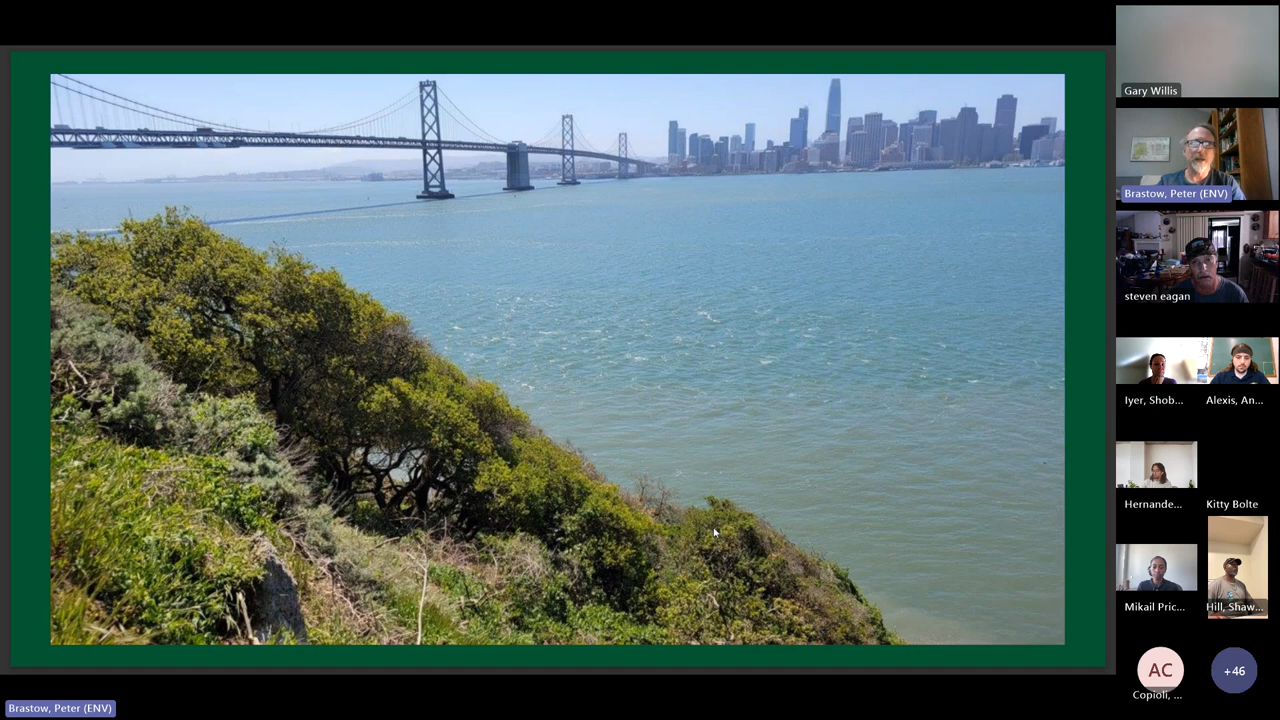 Gary Willis
Brastow, Peter (ENV)
steven eagan
Iyer, Shob...
Alexis, An...
Hernande...
Kitty Bolte
Mikail Pric...
Hill, Shaw...
AC
+46
Copioli, ...
Brastow, Peter (ENV)